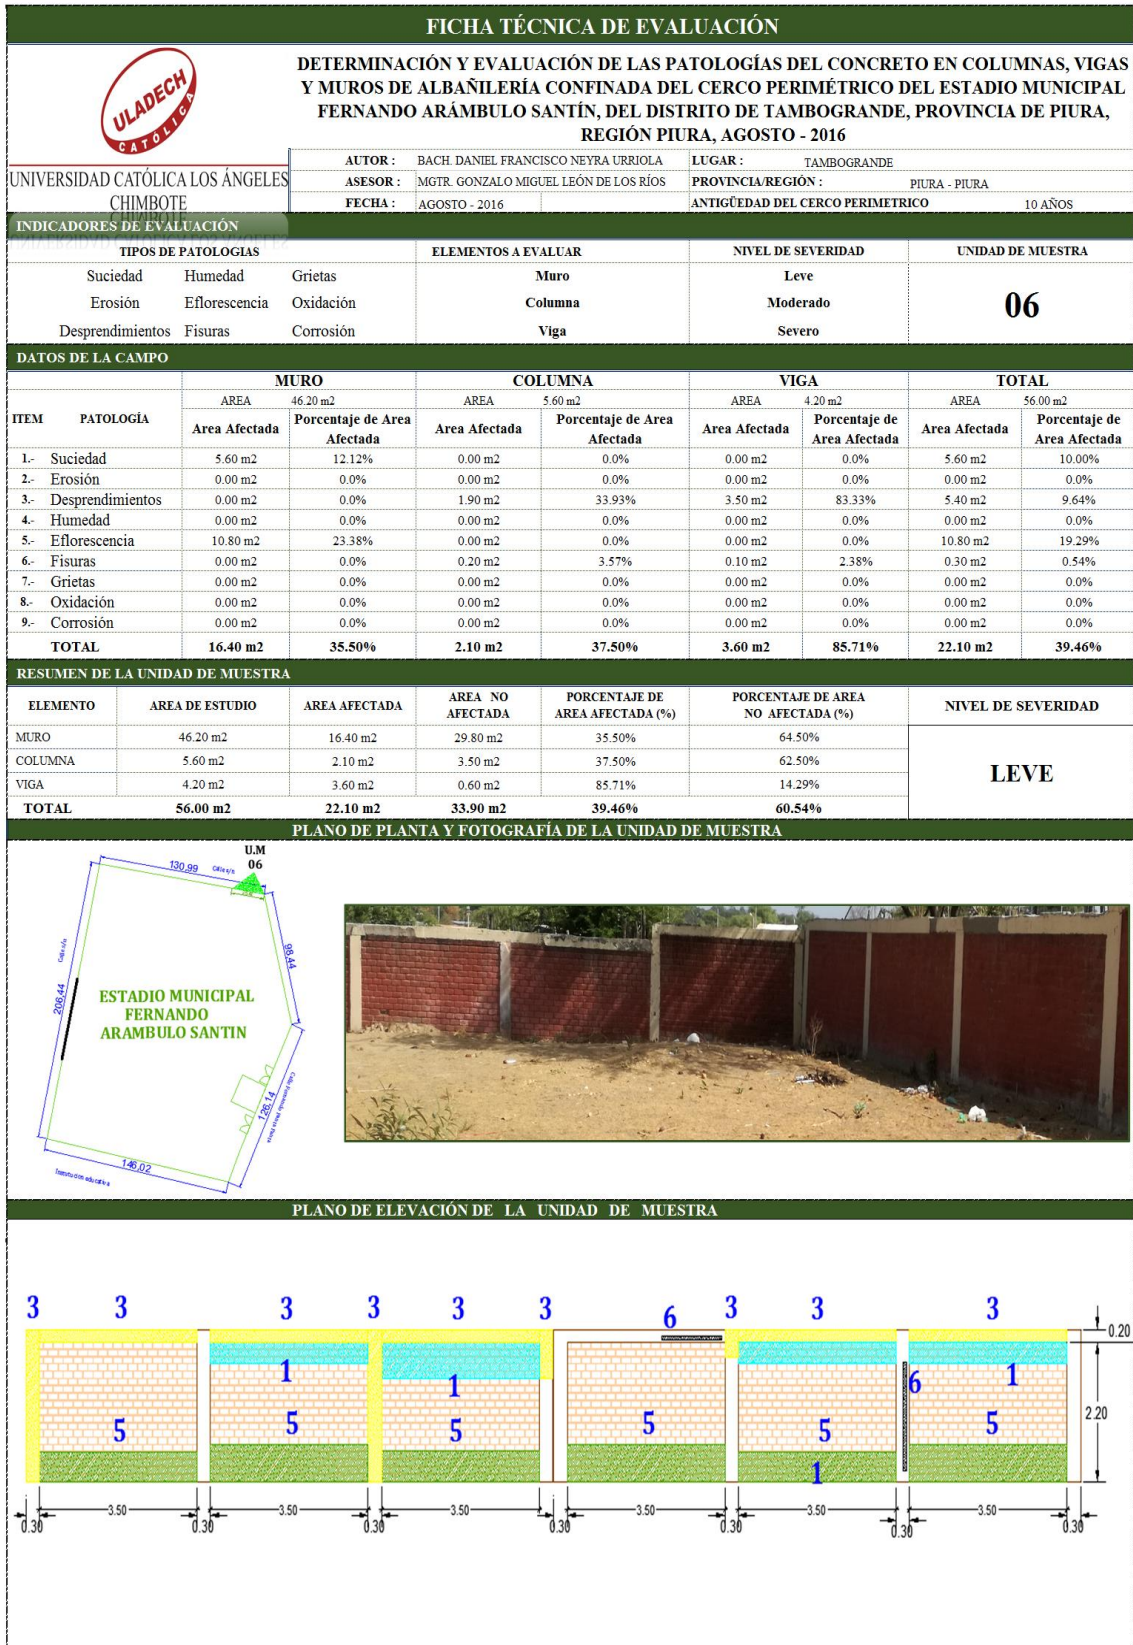 FICHA TÉCNICA DE EVALUACIÓN
ULADECH
CATÓLICA
UNIVERSIDAD CATÓLICA LOS ÁNGELES
CHIMBOTE
DETERMINACIÓN Y EVALUACIÓN DE LAS PATOLOGÍAS DEL CONCRETO EN COLUMNAS, VIGAS
Y MUROS DE ALBAÑILERÍA CONFINADA DEL CERCO PERIMÉTRICO DEL ESTADIO MUNICIPAL
FERNANDO ARÁMBULO SANTÍN, DEL DISTRITO DE TAMBOGRANDE, PROVINCIA DE PIURA,
REGIÓN PIURA, AGOSTO - 2016
AUTOR : BACH. DANIEL FRANCISCO NEYRA URRIOLA LUGAR : TAMBOGRANDE
ASESOR : MGTR. GONZALO MIGUEL LEÓN DE LOS RÍOS PROVINCIA/REGIÓN : PIURA - PIURA
FECHA : AGOSTO - 2016 ANTIGÜEDAD DEL CERCO PERIMETRICO 10 AÑOS
INDICADORES DE EVALUACIÓN
TIPOS DE PATOLOGIAS ELEMENTOS A EVALUAR NIVEL DE SEVERIDAD UNIDAD DE MUESTRA
Suciedad Humedad Grietas Muro Leve
Erosión Eflorescencia Oxidación Columna Moderado 06
Desprendimientos Fisuras Corrosión Viga Severo
DATOS DE LA CAMPO
MURO COLUMNA VIGA TOTAL
AREA 46.20 m2 AREA 5.60 m2 AREA 4.20 m2 AREA 56.00 m2
ITEM PATOLOGÍA Area Afectada Porcentaje de Area Afectada Area Afectada Porcentaje de Area Afectada Area Afectada Porcentaje de Area Afectada Area Afectada Porcentaje de Area Afectada
1.- Suciedad 5.60 m2 12.12% 0.00 m2 0.0% 0.00 m2 0.0% 5.60 m2 10.00%
2.- Erosión 0.00 m2 0.0% 0.00 m2 0.0% 0.00 m2 0.0% 0.00 m2 0.0%
3.- Desprendimientos 0.00 m2 0.0% 1.90 m2 33.93% 3.50 m2 83.33% 5.40 m2 9.64%
4.- Humedad 0.00 m2 0.0% 0.00 m2 0.0% 0.00 m2 0.0% 0.00 m2 0.0%
5.- Eflorescencia 10.80 m2 23.38% 0.00 m2 0.0% 0.00 m2 0.0% 10.80 m2 19.29%
6.- Fisuras 0.00 m2 0.0% 0.20 m2 3.57% 0.10 m2 2.38% 0.30 m2 0.54%
7.- Grietas 0.00 m2 0.0% 0.00 m2 0.0% 0.00 m2 0.0% 0.00 m2 0.0%
8.- Oxidación 0.00 m2 0.0% 0.00 m2 0.0% 0.00 m2 0.0% 0.00 m2 0.0%
9.- Corrosión 0.00 m2 0.0% 0.00 m2 0.0% 0.00 m2 0.0% 0.00 m2 0.0%
TOTAL 16.40 m2 35.50% 2.10 m2 37.50% 3.60 m2 85.71% 22.10 m2 39.46%
RESUMEN DE LA UNIDAD DE MUESTRA
ELEMENTO AREA DE ESTUDIO AREA AFECTADA AREA NO AFECTADA PORCENTAJE DE AREA AFECTADA (%) PORCENTAJE DE AREA NO AFECTADA (%) NIVEL DE SEVERIDAD
MURO 46.20 m2 16.40 m2 29.80 m2 35.50% 64.50%
COLUMNA 5.60 m2 2.10 m2 3.50 m2 37.50% 62.50% LEVE
VIGA 4.20 m2 3.60 m2 0.60 m2 85.71% 14.29%
TOTAL 56.00 m2 22.10 m2 33.90 m2 39.46% 60.54%
PLANO DE PLANTA Y FOTOGRAFÍA DE LA UNIDAD DE MUESTRA
U.M
06
130,99 Calle s/n
98,44
Calle s/n
206,44
ESTADIO MUNICIPAL
FERNANDO
ARAMBULO SANTIN
126,14
146,02
Institucion educativa
PLANO DE ELEVACIÓN DE LA UNIDAD DE MUESTRA
3 3 3 3 3 3 6 3 3 3
0.20
1 1 6 1
5 5 5 5 5 5
2.20
1
3.50 3.50 3.50 3.50 3.50 3.50
0.30 0.30 0.30 0.30 0.30 0.30 0.30